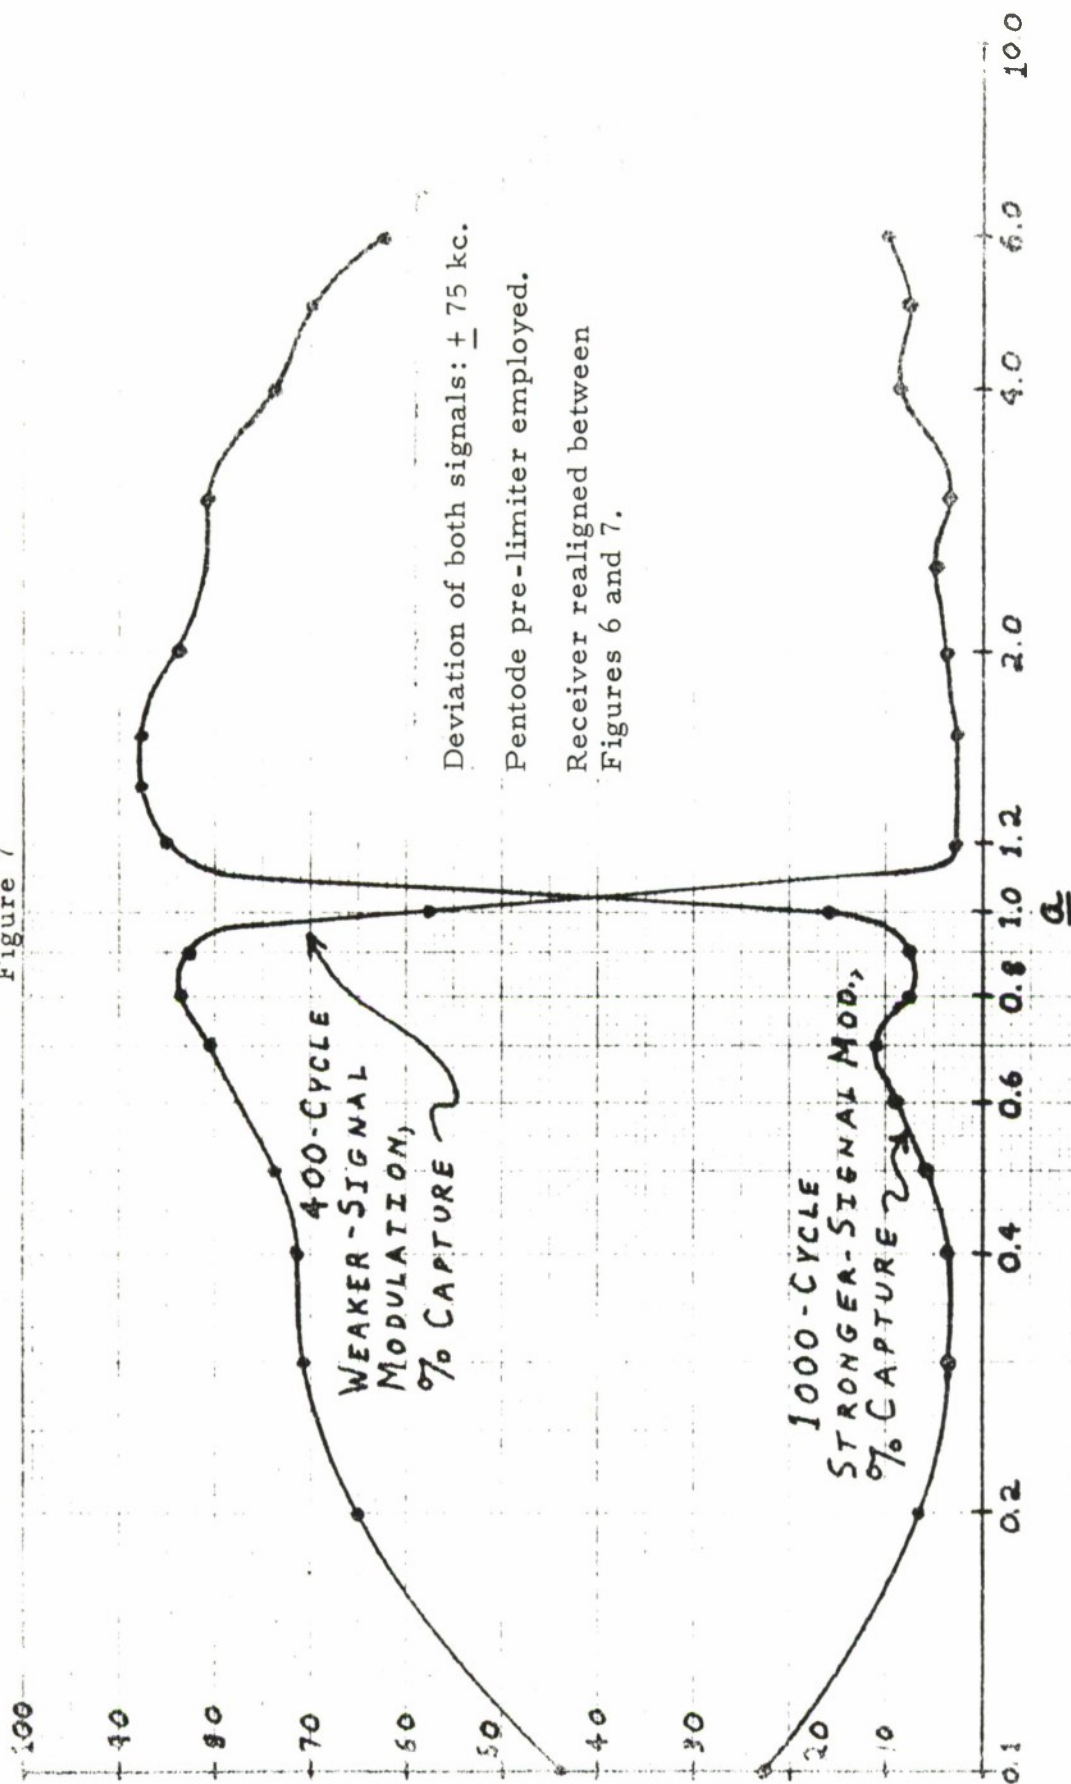 Figure 7
100
90
80
70
60
50
40
30
20
10
0.1
0.2
0.4
0.6
0.8
1.0
1.2
2.0
4.0
6.0
10.0
a
400-CYCLE
WEAKER-SIGNAL
MODULATION,
% CAPTURE
1000-CYCLE
STRONGER-SIGNAL MOD.,
% CAPTURE
Deviation of both signals: ± 75 kc.
Pentode pre-limiter employed.
Receiver realigned between
Figures 6 and 7.